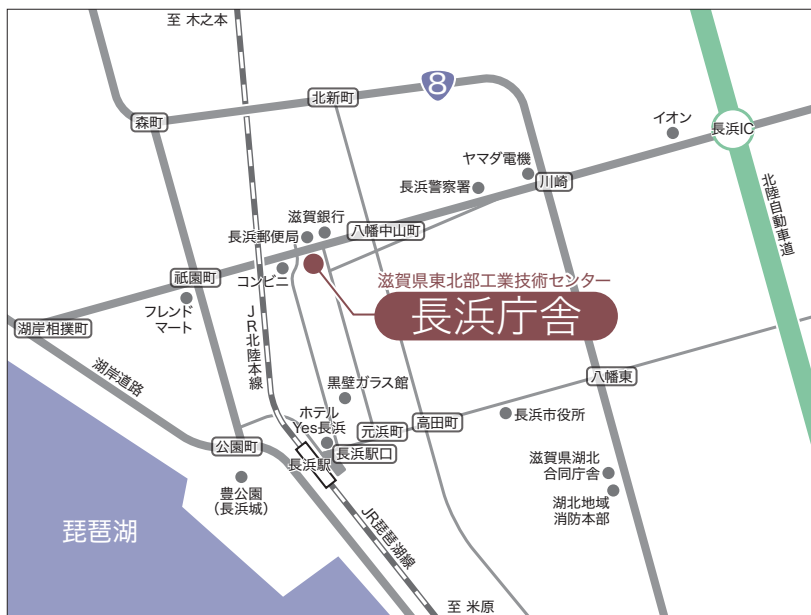 至 木之本
8
北新町
森町
イオン
長浜IC
ヤマダ電機
長浜警察署
川崎
北陸自動車道
滋賀銀行
長浜郵便局
八幡中山町
コンビニ
滋賀県東北部工業技術センター
長浜庁舎
祇園町
フレンド
マート
湖岸相撲町
JR北陸本線
湖岸道路
黒壁ガラス館
八幡東
ホテル
Yes長浜
元浜町
高田町
長浜市役所
公園町
長浜駅口
長浜駅
滋賀県湖北
合同庁舎
豊公園
(長浜城)
湖北地域
消防本部
琵琶湖
JR琵琶湖線
至 米原